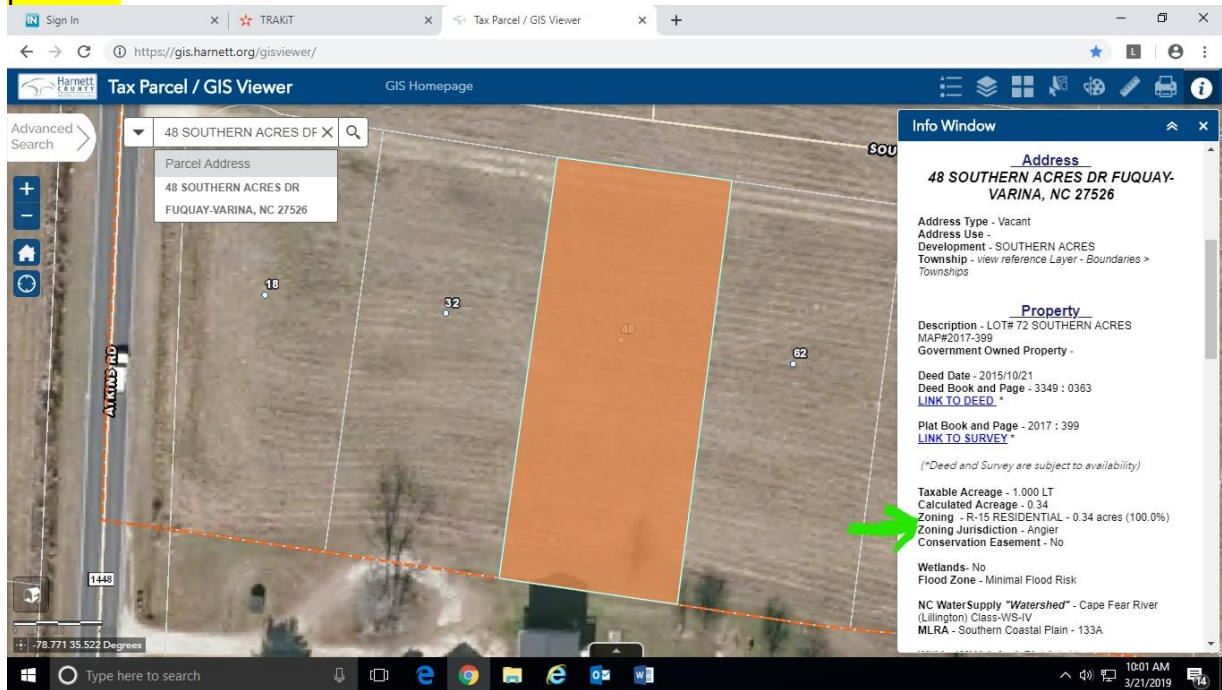 Sign In
TRAKiT
Tax Parcel / GIS Viewer
https://gis.harnett.org/gisviewer/
L
Harnett
COUNTY
NORTH CAROLINA
Tax Parcel / GIS Viewer
GIS Homepage
Advanced
Search
48 SOUTHERN ACRES DF
Parcel Address
48 SOUTHERN ACRES DR
FUQUAY-VARINA, NC 27526
SOU
18
32
48
62
ATKINS RD
1448
-78.771 35.522 Degrees
Info Window
Address
48 SOUTHERN ACRES DR FUQUAY-
VARINA, NC 27526
Address Type - Vacant
Address Use -
Development - SOUTHERN ACRES
Township - view reference Layer - Boundaries >
Townships
Property
Description - LOT# 72 SOUTHERN ACRES
MAP#2017-399
Government Owned Property -
Deed Date - 2015/10/21
Deed Book and Page - 3349 : 0363
LINK TO DEED *
Plat Book and Page - 2017 : 399
LINK TO SURVEY *
(*Deed and Survey are subject to availability)
Taxable Acreage - 1.000 LT
Calculated Acreage - 0.34
Zoning - R-15 RESIDENTIAL - 0.34 acres (100.0%)
Zoning Jurisdiction - Angier
Conservation Easement - No
Wetlands- No
Flood Zone - Minimal Flood Risk
NC WaterSupply "Watershed" - Cape Fear River
(Lillington) Class-WS-IV
MLRA - Southern Coastal Plain - 133A
Type here to search
10:01 AM
3/21/2019
14